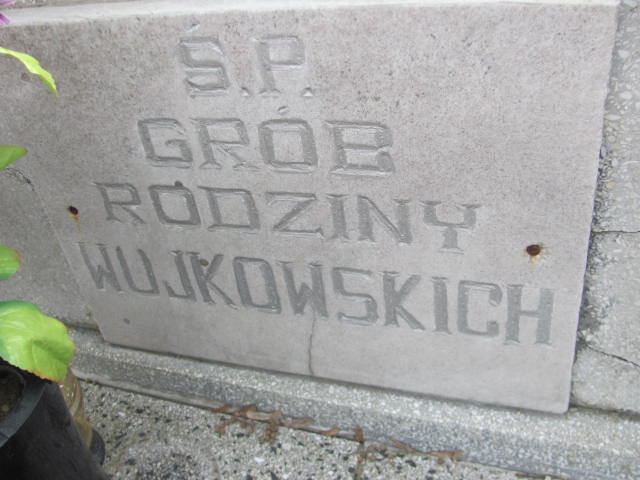 Ś.P.
GRÓB
RODZINY
WUJKOWSKICH